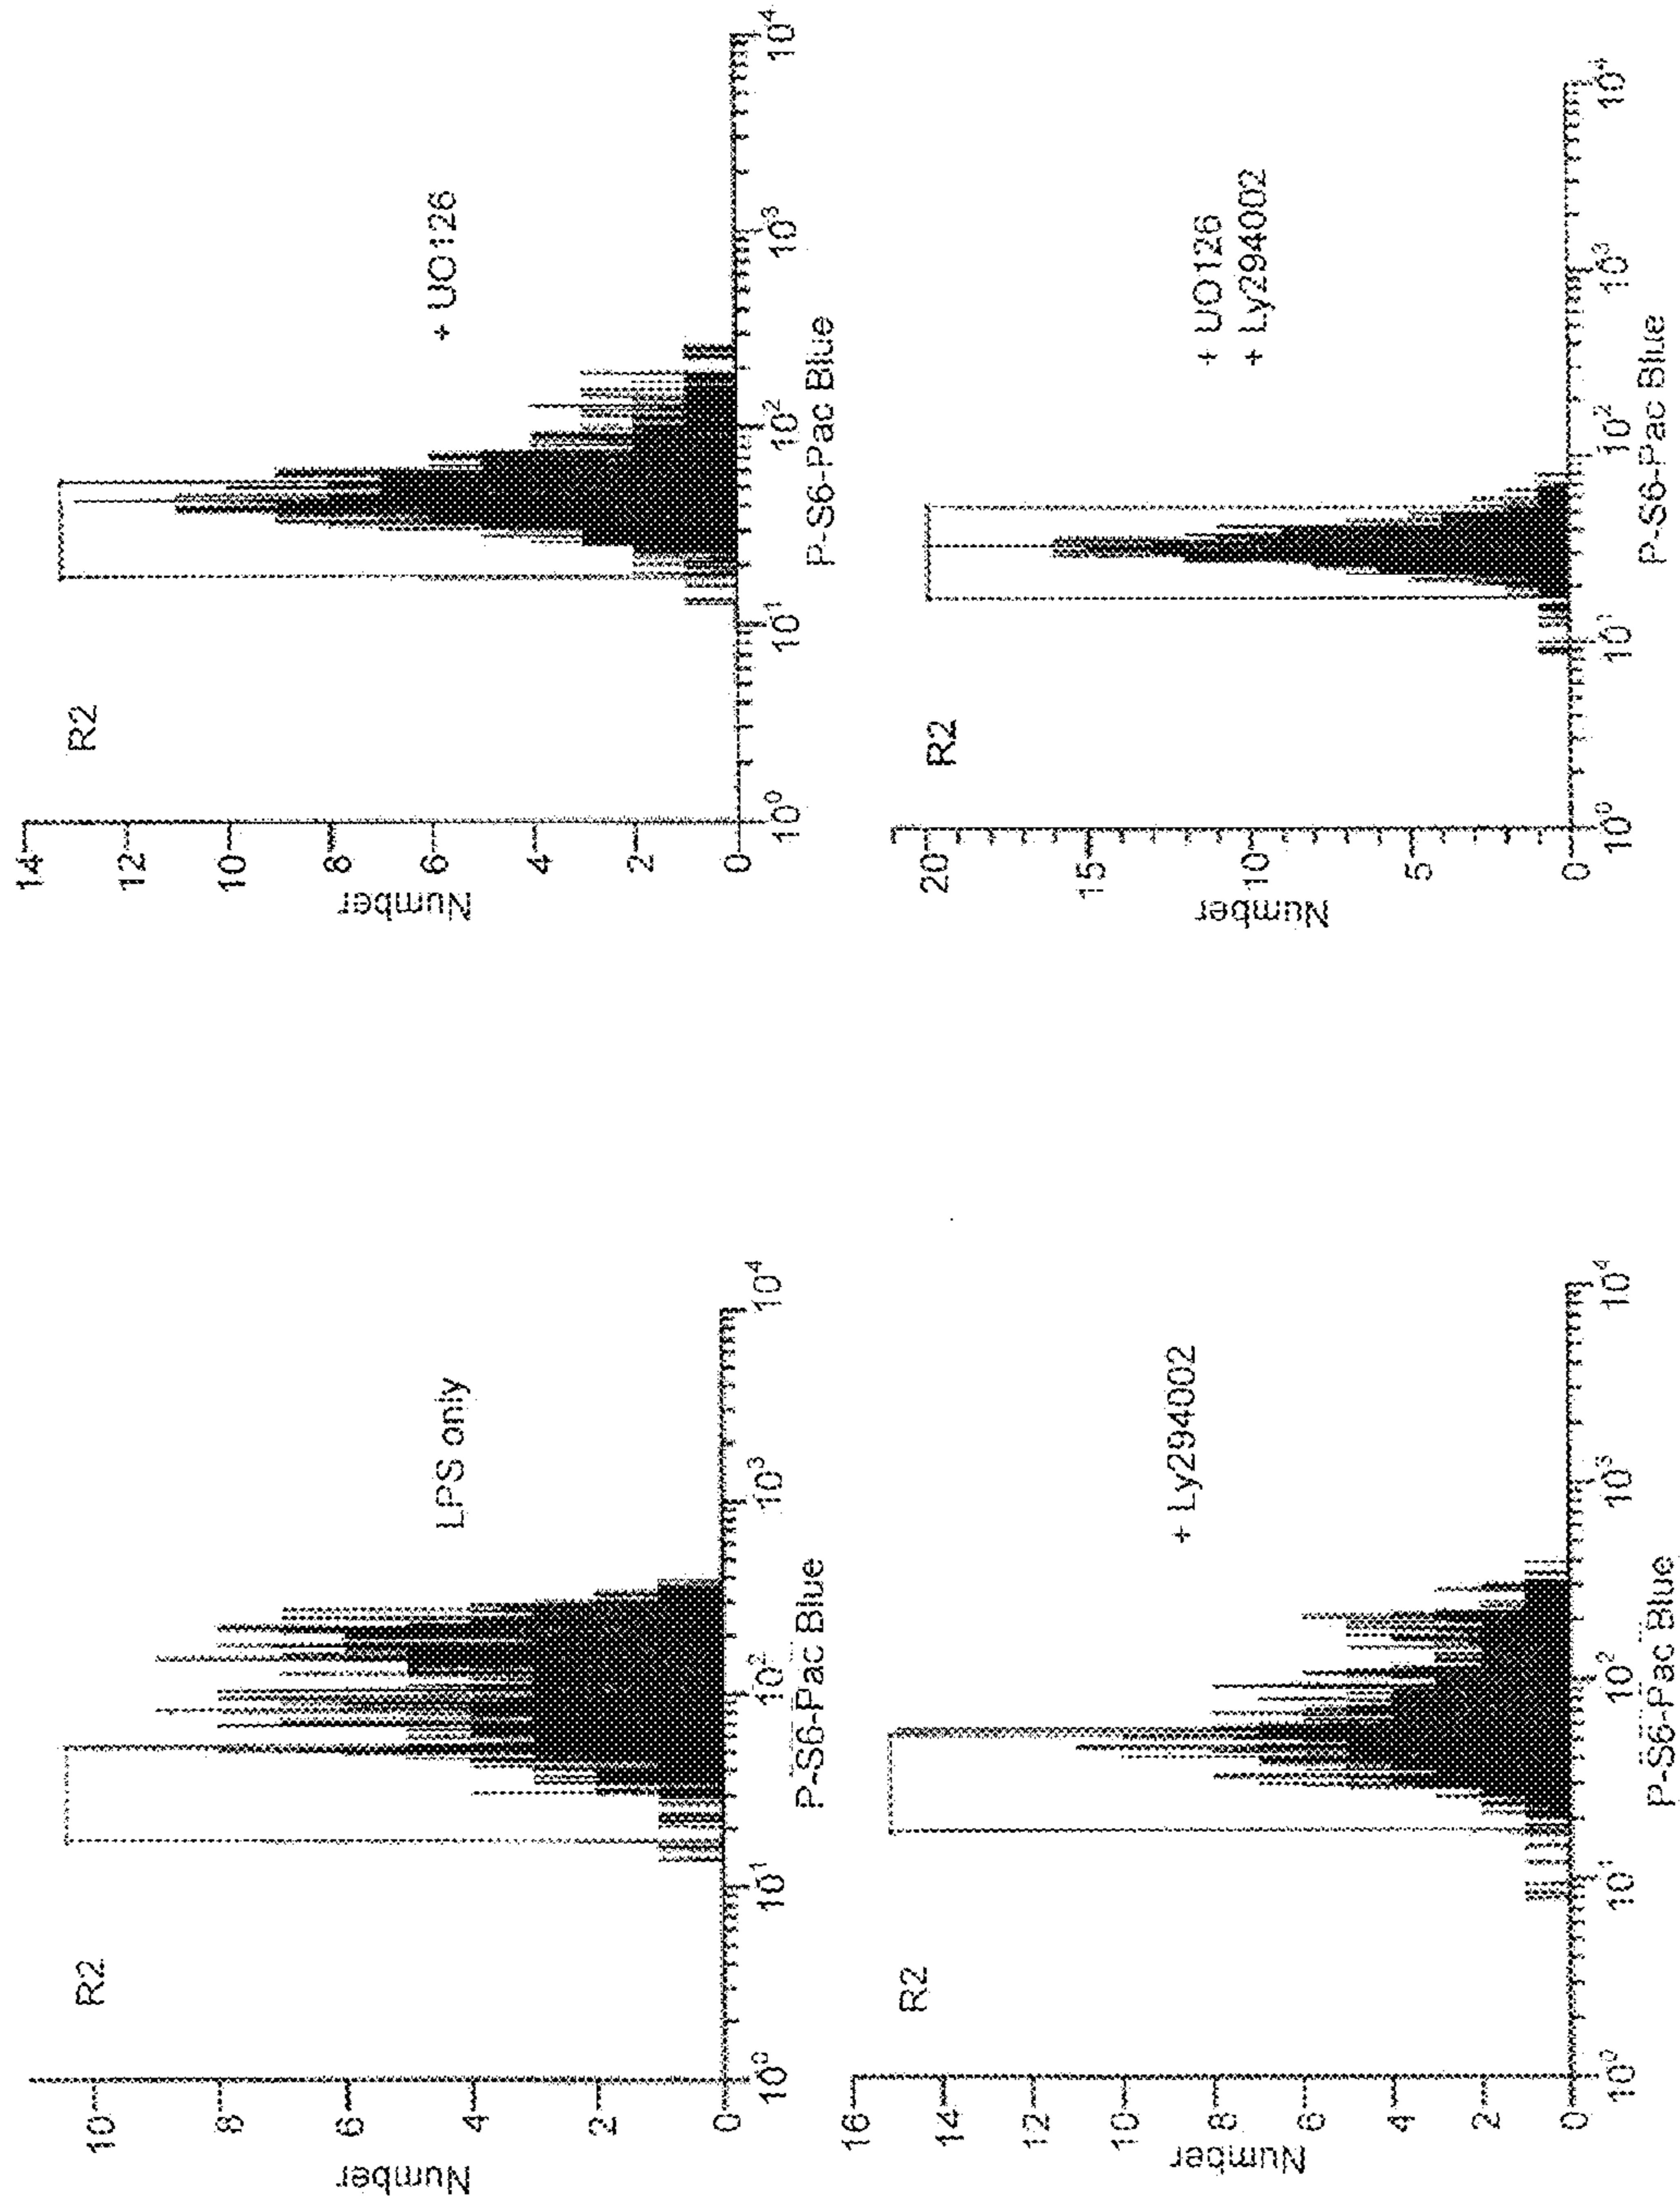 Number
10
8
6
4
2
0
R2
LPS only
10⁰
10¹
10²
10³
10⁴
P-S6-Pac Blue
Number
14
12
10
8
6
4
2
0
R2
+ UO126
10⁰
10¹
10²
10³
10⁴
P-S6-Pac Blue
Number
16
14
12
10
8
6
4
2
0
R2
+ Ly294002
10⁰
10¹
10²
10³
10⁴
P-S6-Pac Blue
Number
20
15
10
5
0
R2
+ UO126
+ Ly294002
10⁰
10¹
10²
10³
10⁴
P-S6-Pac Blue